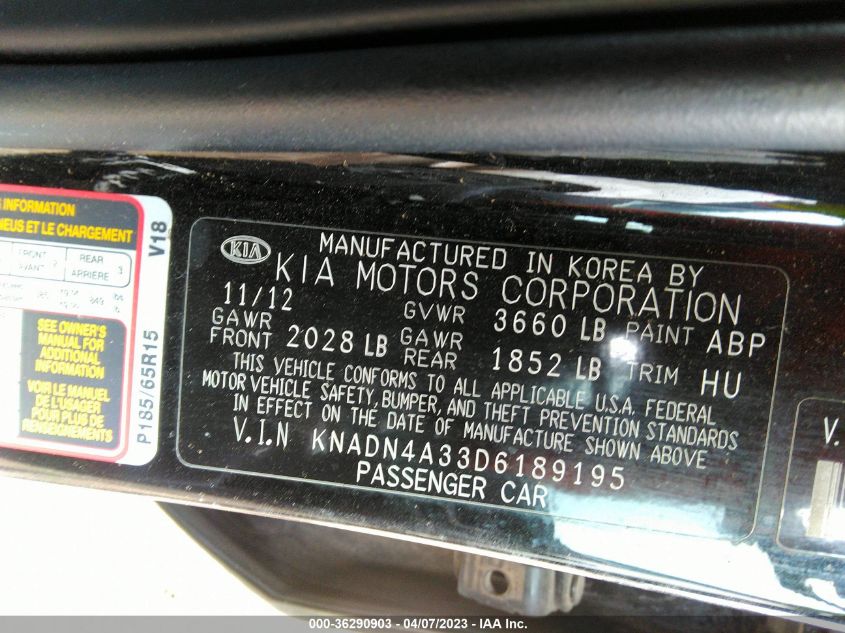 G INFORMATION
NEUS ET LE CHARGEMENT
FRONT 2
AVANT
REAR 3
ARRIÈRE
SEE OWNER'S
MANUAL FOR
ADDITIONAL
INFORMATION
VOIR LE MANUEL
DE L'USAGER
POUR PLUS DE
RENSEIGNEMENTS
P185/65R15 V18
KIA
MANUFACTURED IN KOREA BY
KIA MOTORS CORPORATION
11/12 GVWR 3660 LB PAINT ABP
GAWR FRONT 2028 LB GAWR REAR 1852 LB TRIM HU
THIS VEHICLE CONFORMS TO ALL APPLICABLE U.S.A. FEDERAL
MOTOR VEHICLE SAFETY, BUMPER, AND THEFT PREVENTION STANDARDS
IN EFFECT ON THE DATE OF MANUFACTURE SHOWN ABOVE
V.I.N KNADN4A33D6189195
PASSENGER CAR
V.
000-36290903 - 04/07/2023 - IAA Inc.